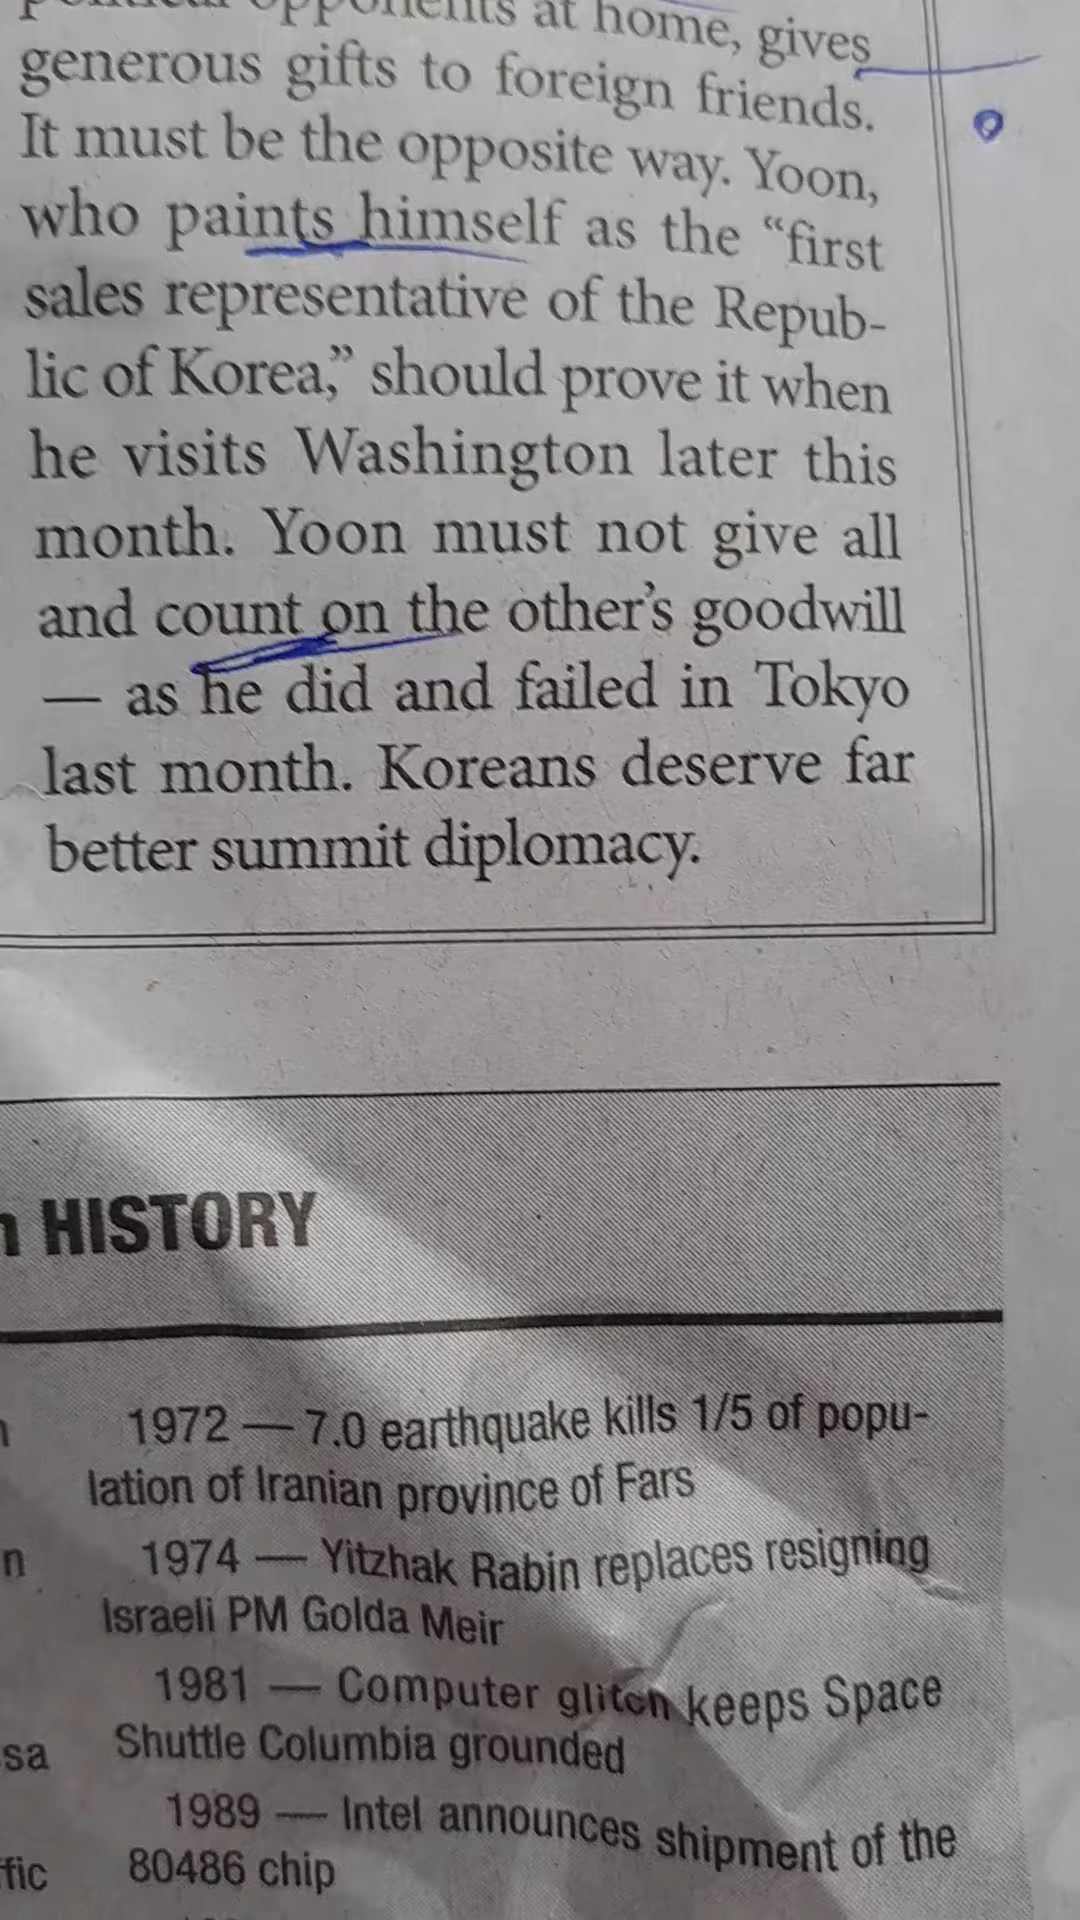 opponents at home, gives
generous gifts to foreign friends.
It must be the opposite way. Yoon,
who paints himself as the “first
sales representative of the Repub-
lic of Korea,” should prove it when
he visits Washington later this
month. Yoon must not give all
and count on the other’s goodwill
— as he did and failed in Tokyo
last month. Koreans deserve far
better summit diplomacy.
HISTORY
1972 — 7.0 earthquake kills 1/5 of popu-
lation of Iranian province of Fars
n
1974 — Yitzhak Rabin replaces resigning
Israeli PM Golda Meir
1981 — Computer glitch keeps Space
sa
Shuttle Columbia grounded
1989 — Intel announces shipment of the
fic
80486 chip